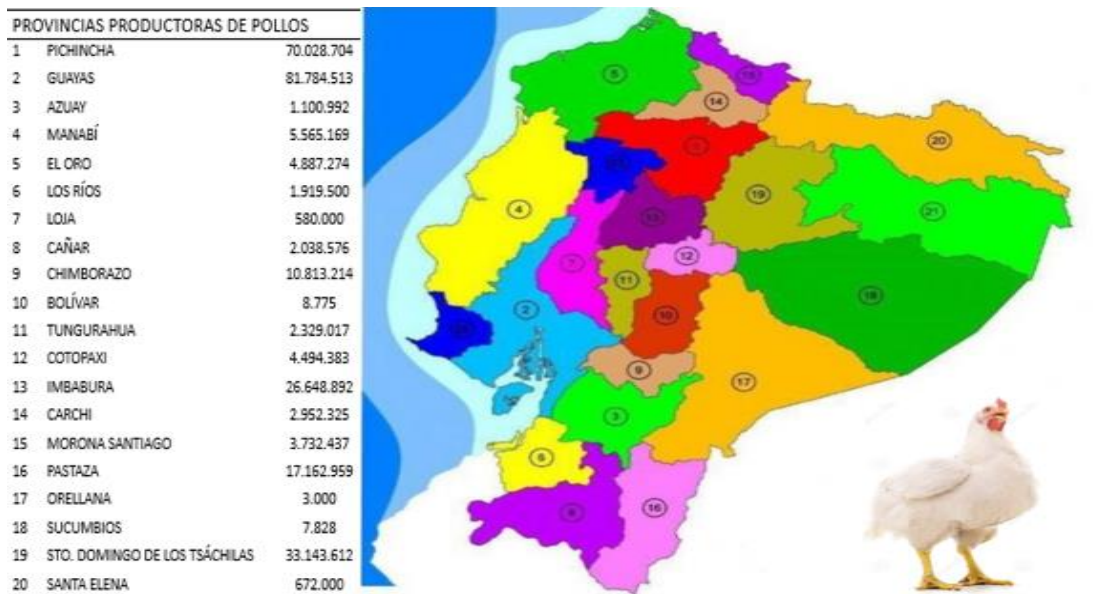 PROVINCIAS PRODUCTORAS DE POLLOS
1 PICHINCHA 70.028.704
2 GUAYAS 81.784.513
3 AZUAY 1.100.992
4 MANABÍ 5.565.169
5 EL ORO 4.887.274
6 LOS RÍOS 1.919.500
7 LOJA 580.000
8 CAÑAR 2.038.576
9 CHIMBORAZO 10.813.214
10 BOLÍVAR 8.775
11 TUNGURAHUA 2.329.017
12 COTOPAXI 4.494.383
13 IMBABURA 26.648.892
14 CARCHI 2.952.325
15 MORONA SANTIAGO 3.732.437
16 PASTAZA 17.162.959
17 ORELLANA 3.000
18 SUCUMBIOS 7.828
19 STO. DOMINGO DE LOS TSÁCHILAS 33.143.612
20 SANTA ELENA 672.000
5
14
20
4
19
21
12
11
18
2
10
9
17
3
6
16